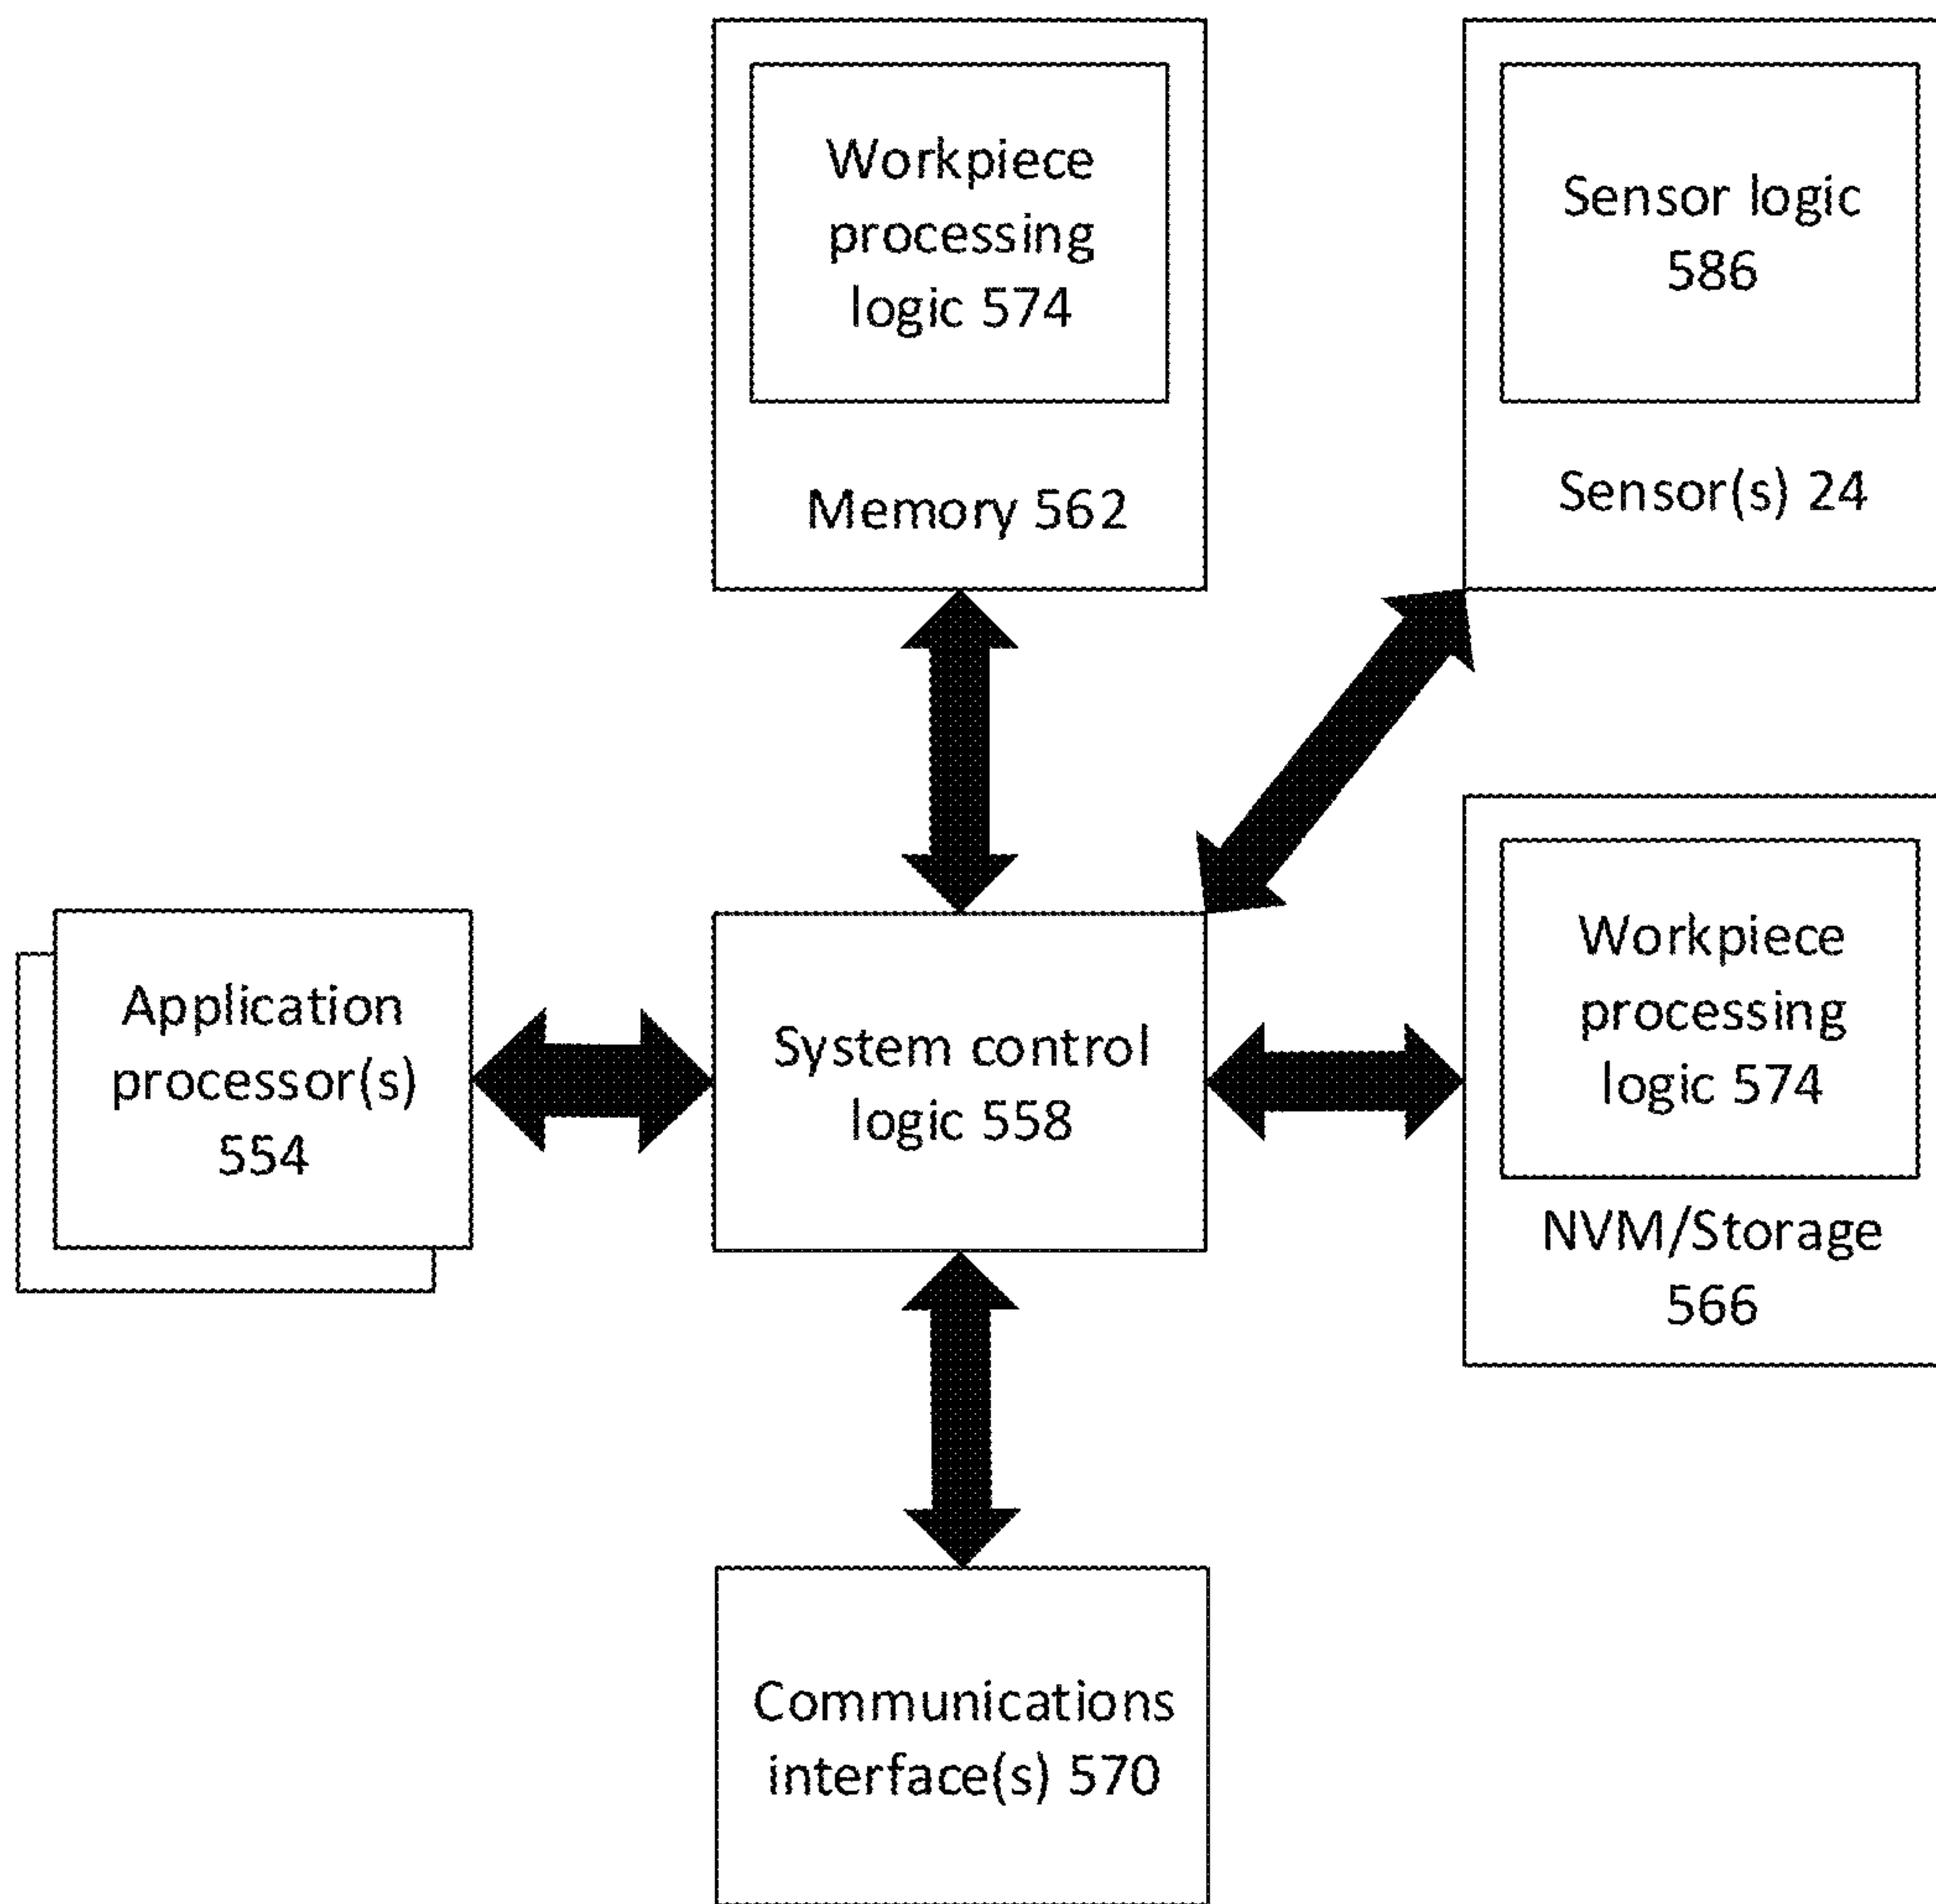 Workpiece
processing
logic 574
Memory 562
Sensor logic
586
Sensor(s) 24
Application
processor(s)
554
System control
logic 558
Workpiece
processing
logic 574
NVM/Storage
566
Communications
interface(s) 570